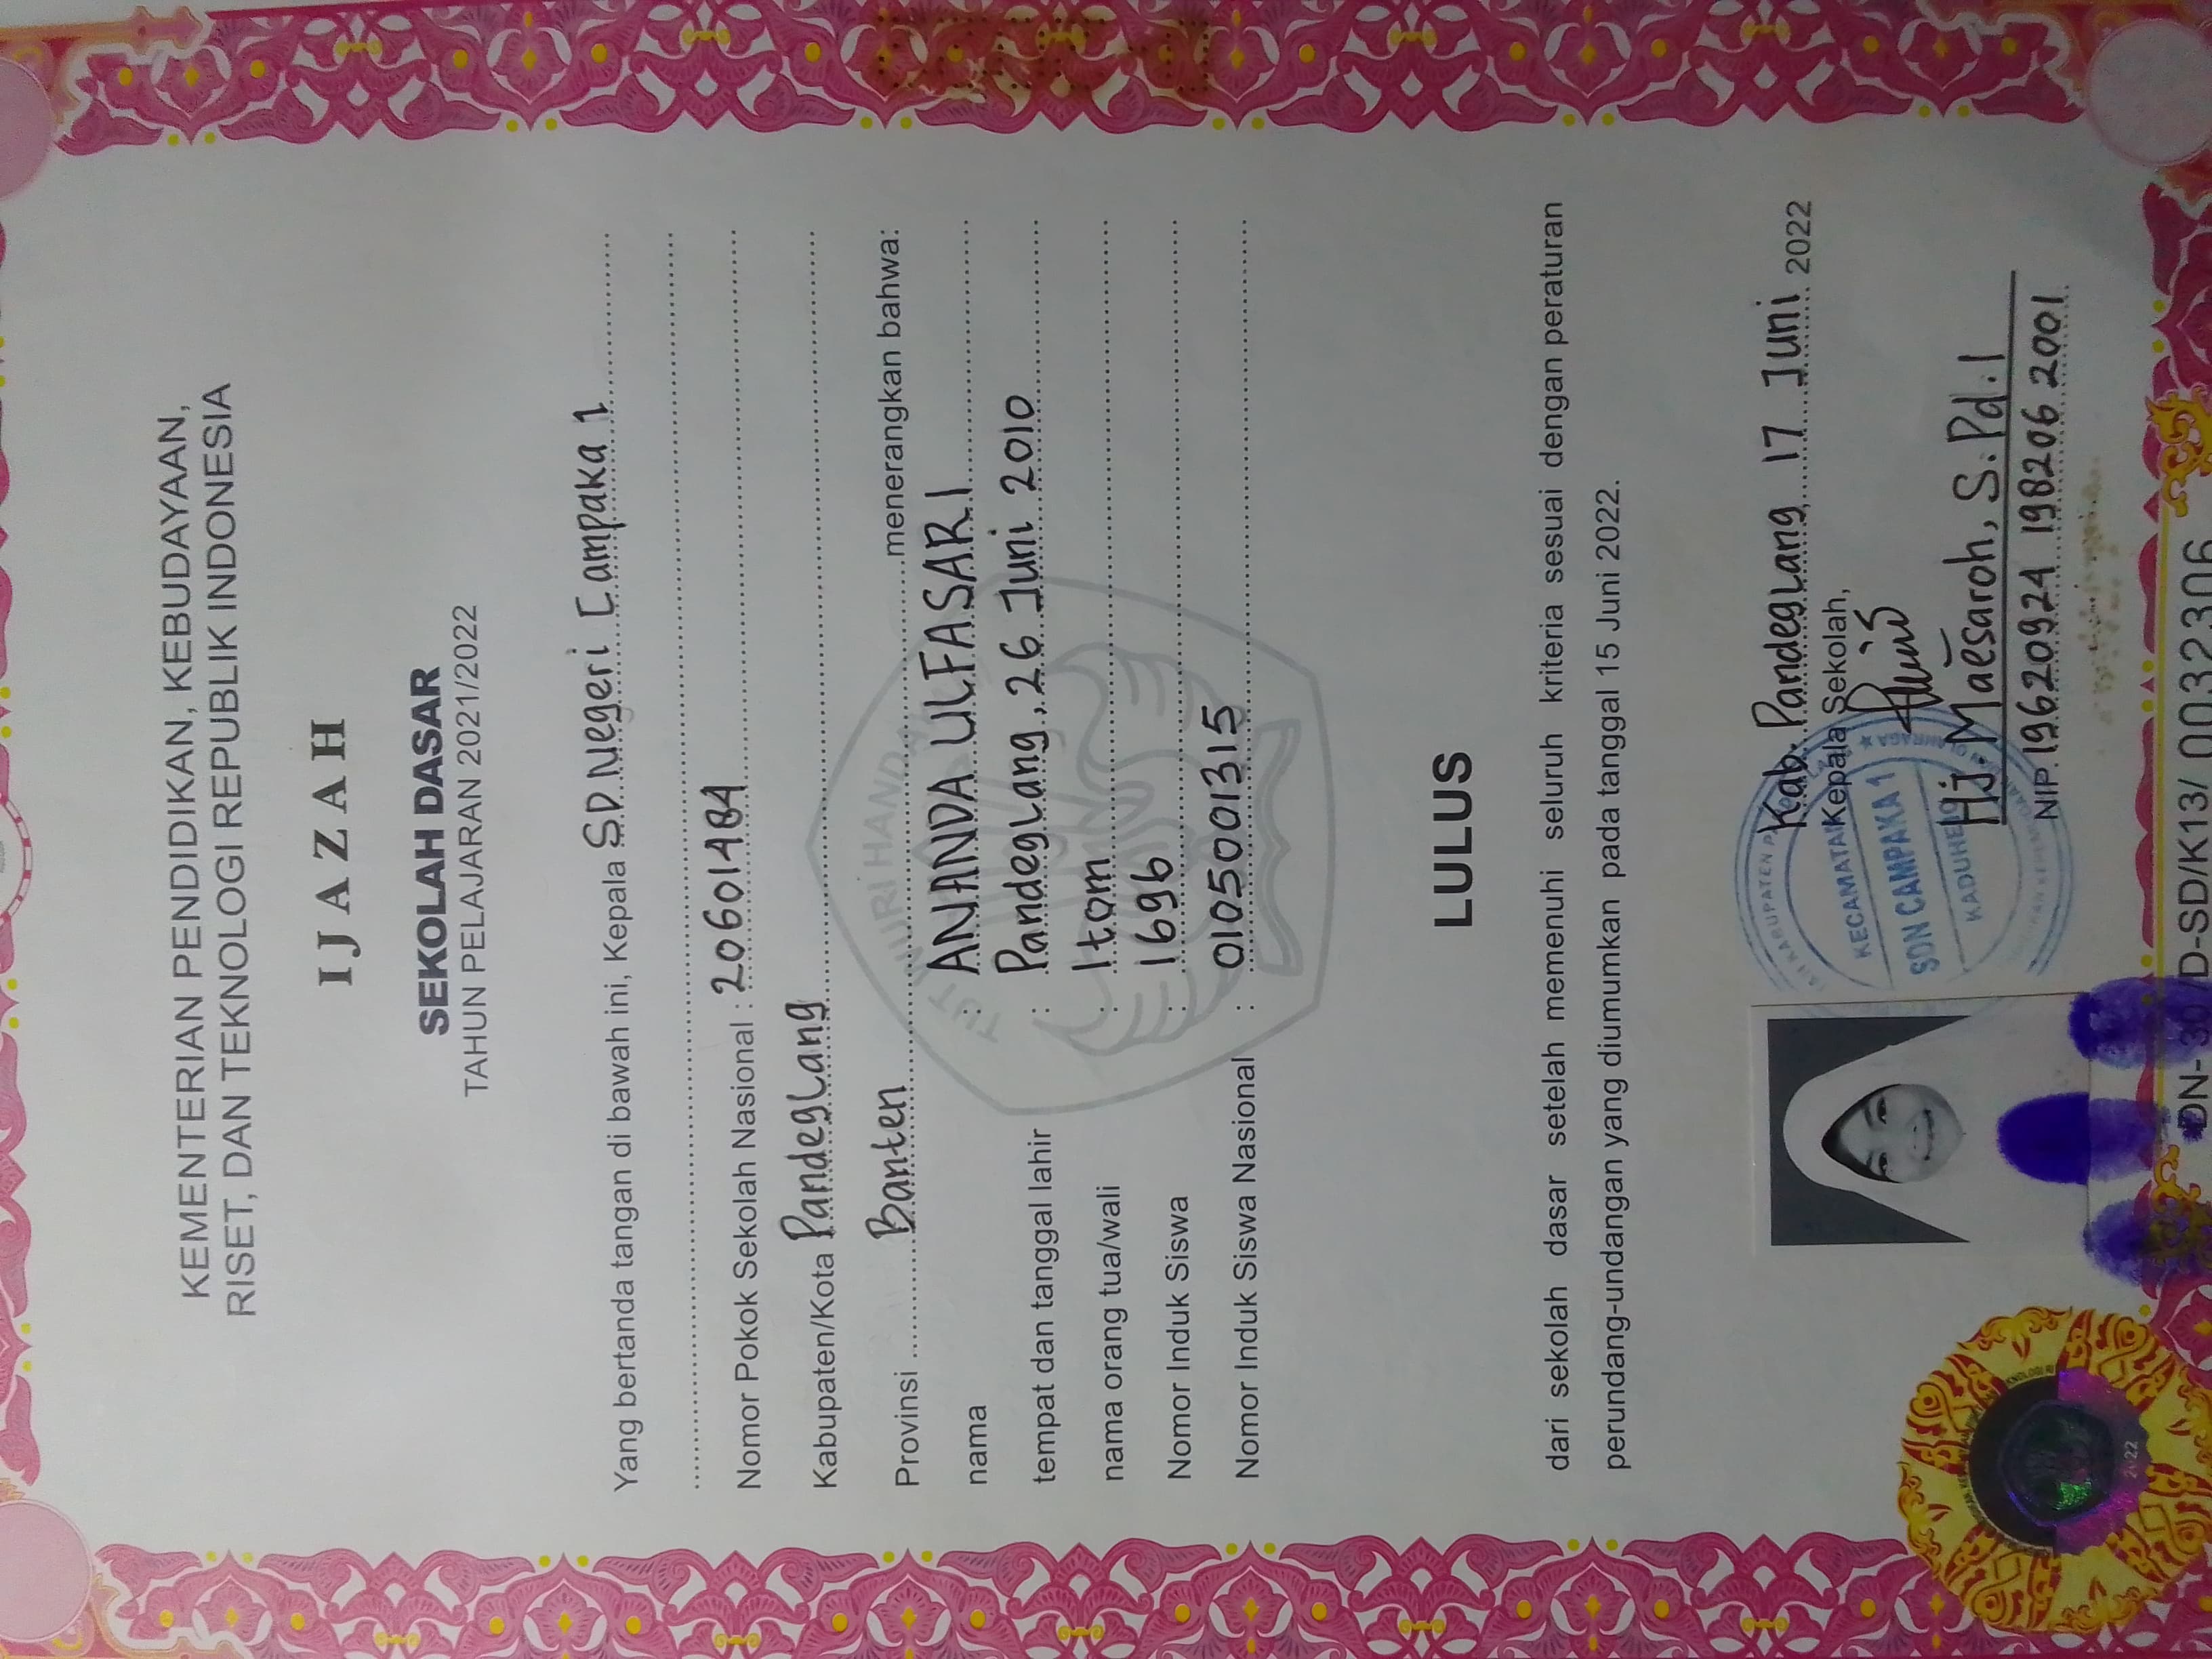 KEMENTERIAN PENDIDIKAN, KEBUDAYAAN,
RISET, DAN TEKNOLOGI REPUBLIK INDONESIA
IJAZAH
SEKOLAH DASAR
TAHUN PELAJARAN 2021/2022
Yang bertanda tangan di bawah ini, Kepala SD Negeri Campaka 1
Nomor Pokok Sekolah Nasional : 20601484
Kabupaten/Kota Pandeglang
Provinsi Banten menerangkan bahwa:
nama : ANANDA ULFASARI
tempat dan tanggal lahir : Pandeglang, 26 Juni 2010
nama orang tua/wali : Itom
Nomor Induk Siswa : 1696
Nomor Induk Siswa Nasional : 0105001315
LULUS
dari sekolah dasar setelah memenuhi seluruh kriteria sesuai dengan peraturan
perundang-undangan yang diumumkan pada tanggal 15 Juni 2022.
Kab. Pandeglang 17 Juni 2022
Kepala Sekolah,
KECAMATAN
SDN CAMPAKA 1
KADUHEJO
Hj. Maesaroh, S.Pd.I
NIP. 19620924 198206 2001
DN-30/D-SD/K13/0032306
2022